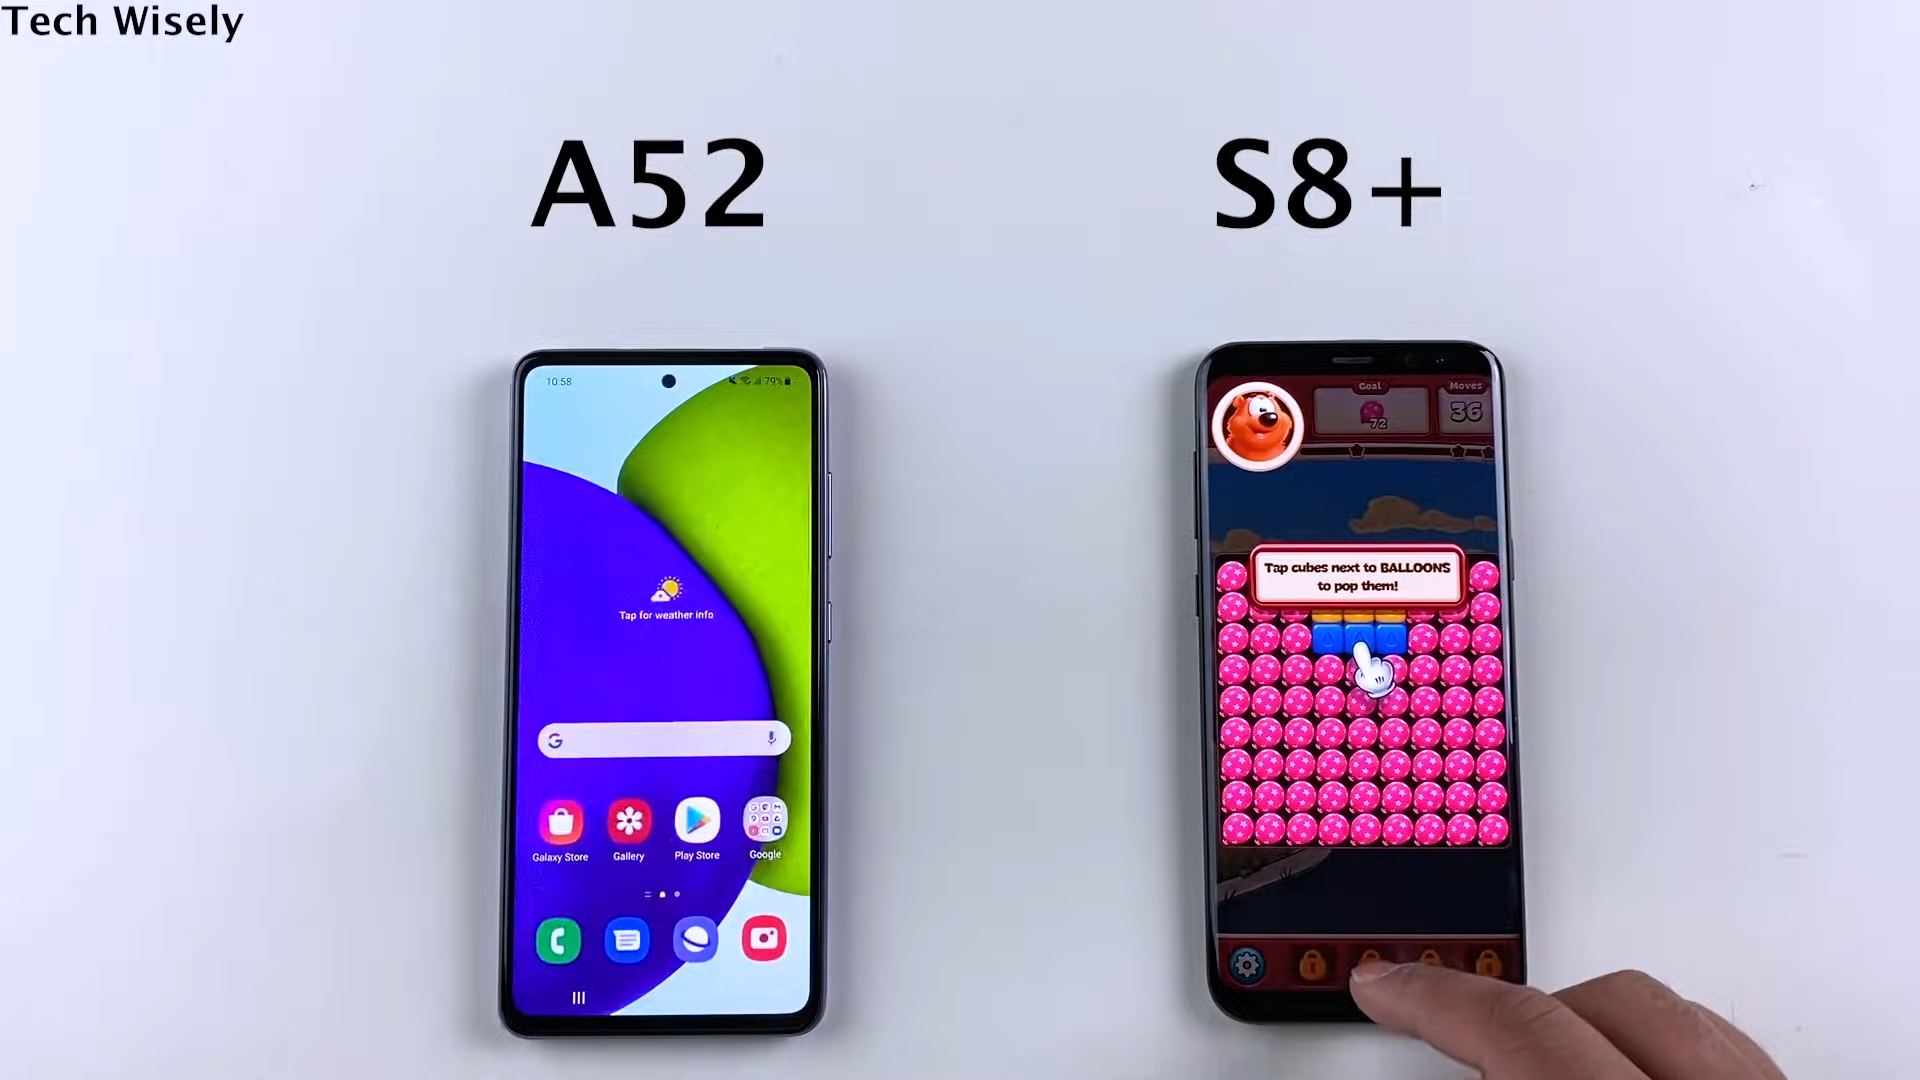 Tech Wisely
A52
S8+
10:58
79%
Tap for weather info
G
Galaxy Store
Gallery
Play Store
Google
Goal
72
Moves
36
Tap cubes next to BALLOONS
to pop them!